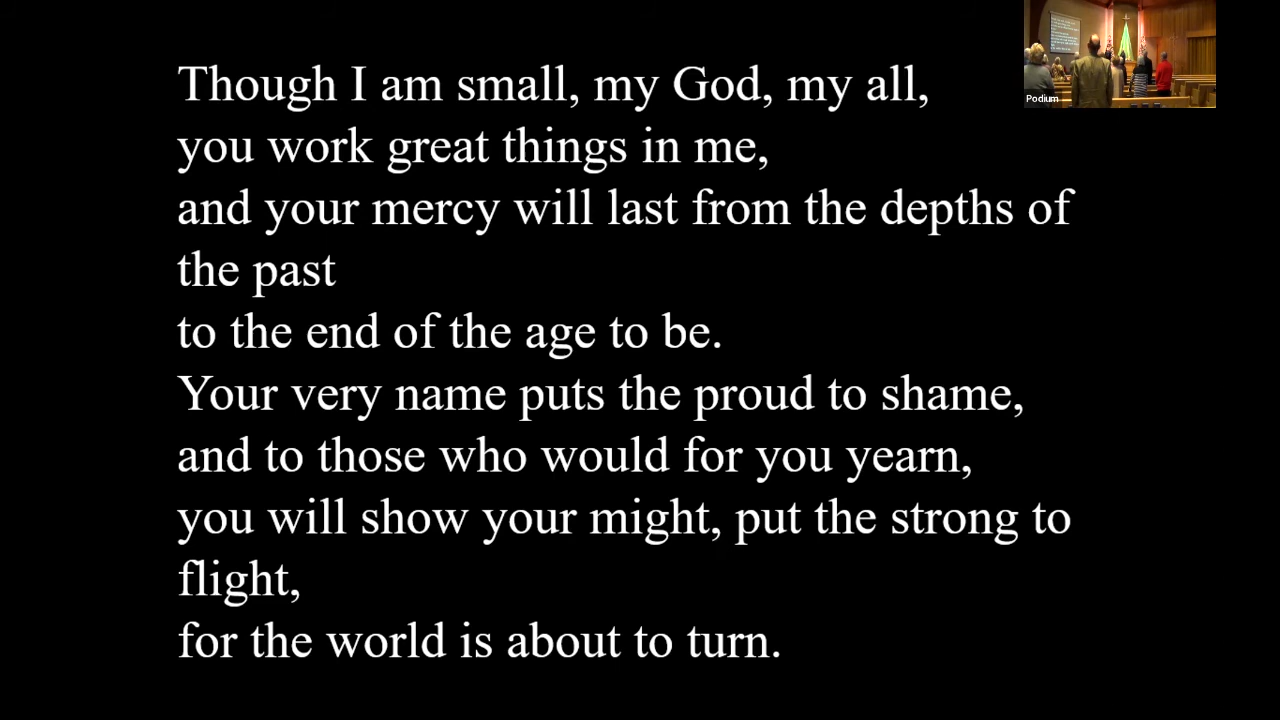 Though I am small, my God, my all,
you work great things in me,
and your mercy will last from the depths of
the past
to the end of the age to be.
Your very name puts the proud to shame,
and to those who would for you yearn,
you will show your might, put the strong to
flight,
for the world is about to turn.
Podium